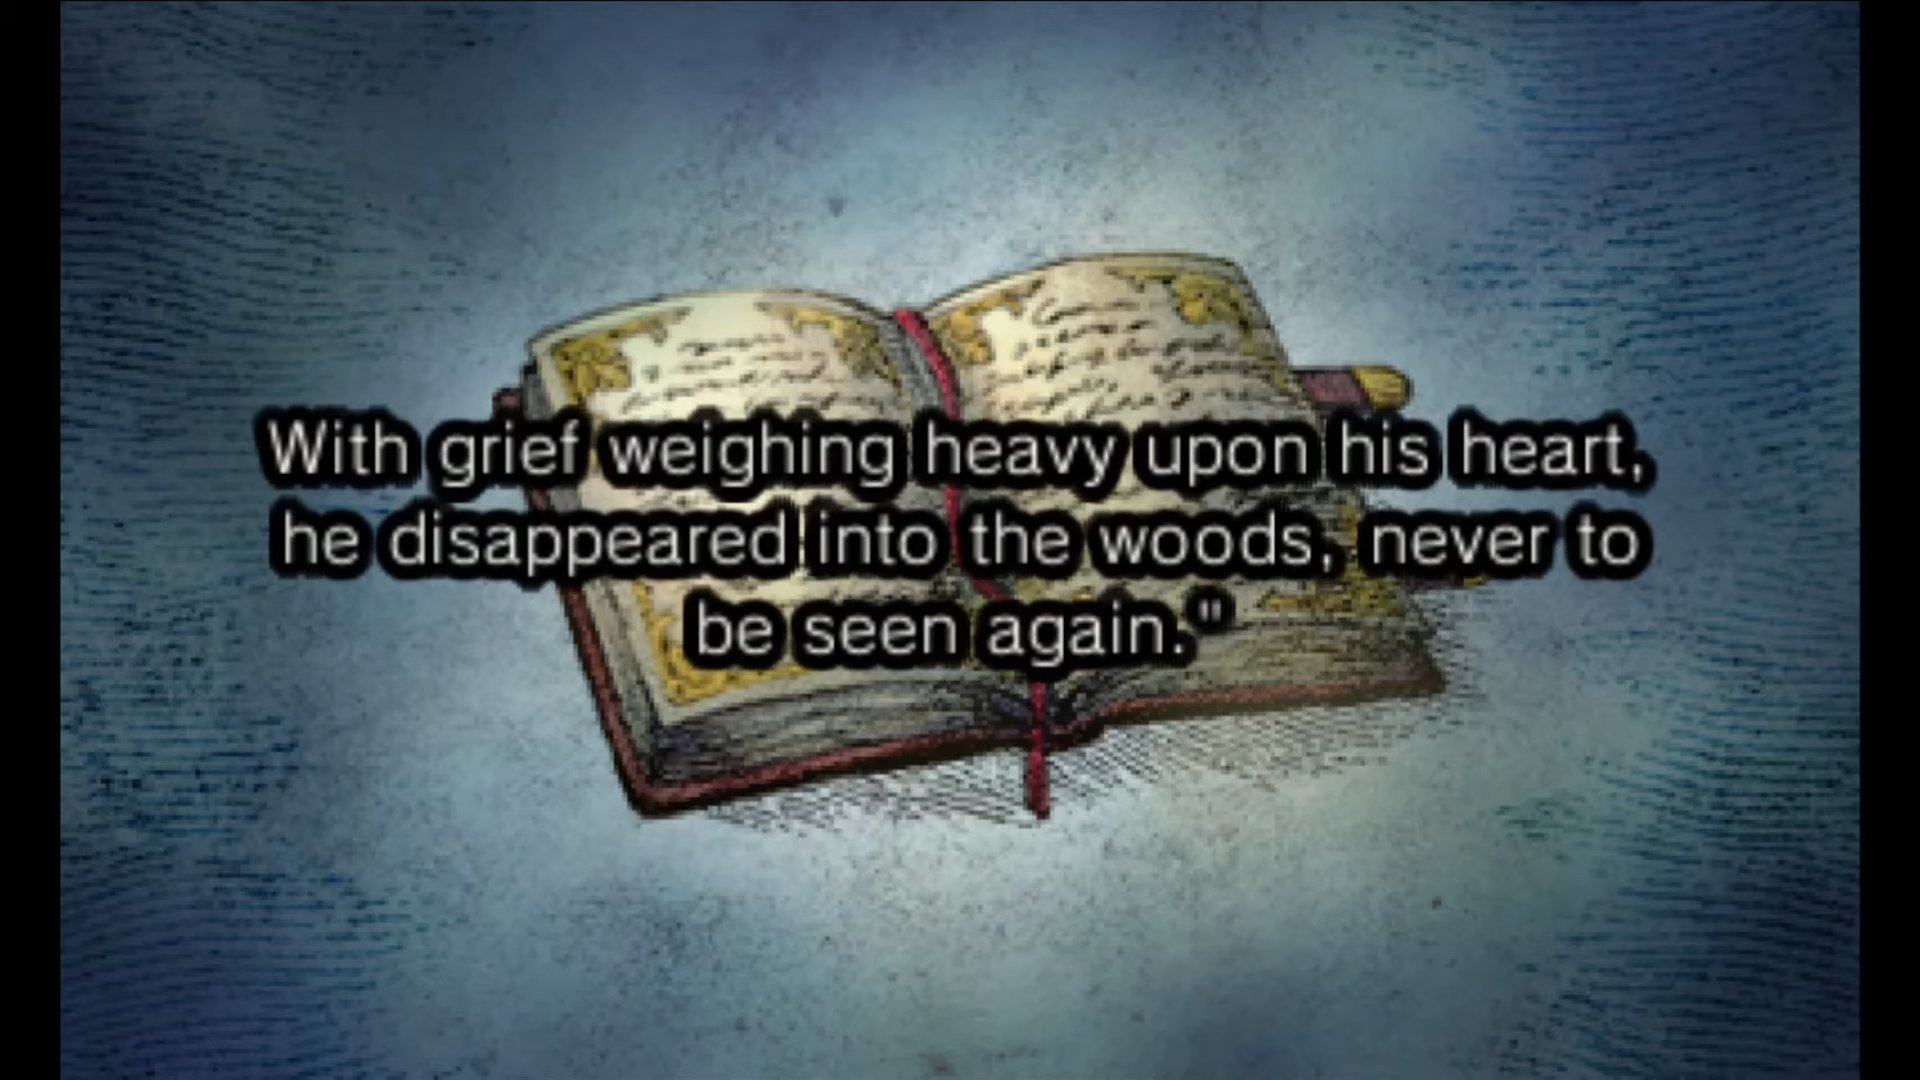 With grief weighing heavy upon his heart,
he disappeared into the woods, never to
be seen again."